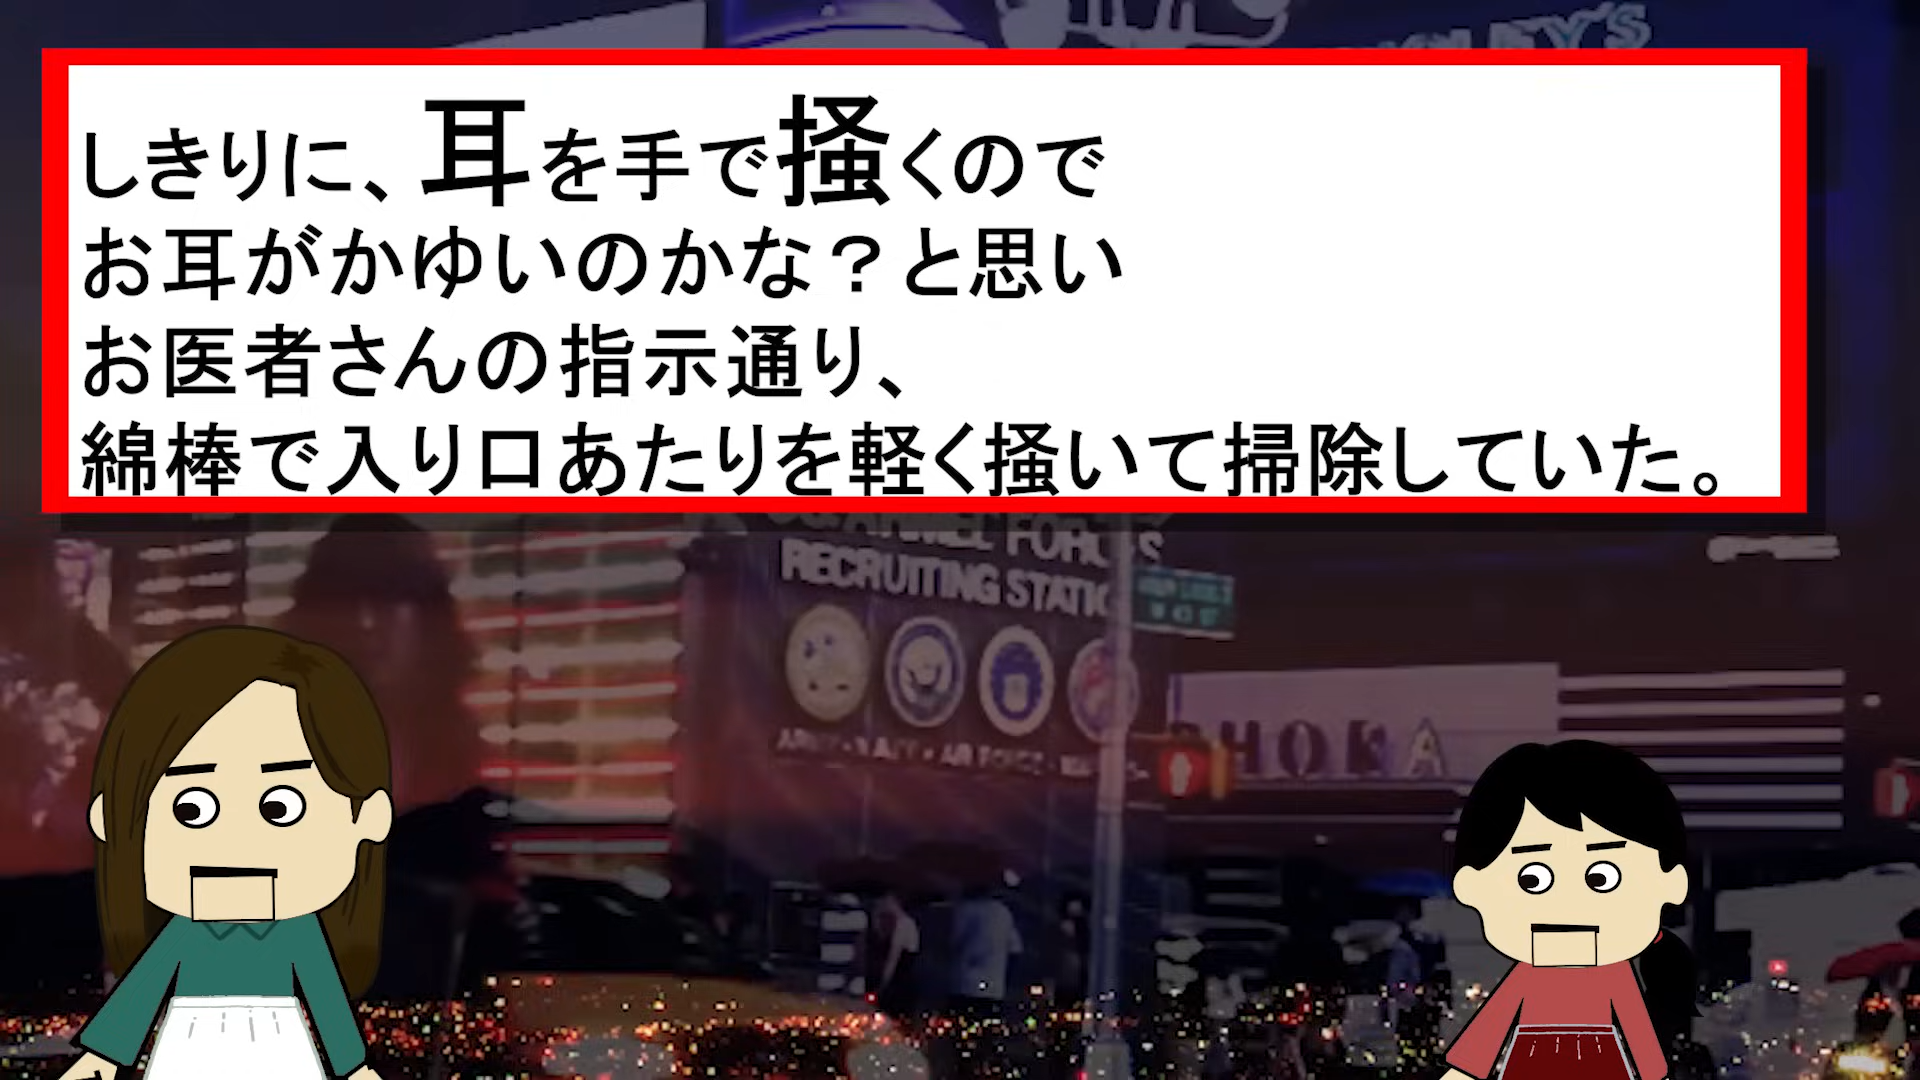 しきりに、耳を手で掻くので
お耳がかゆいのかな？と思い
お医者さんの指示通り、
綿棒で入り口あたりを軽く掻いて掃除していた。
RECRUITING STATIO